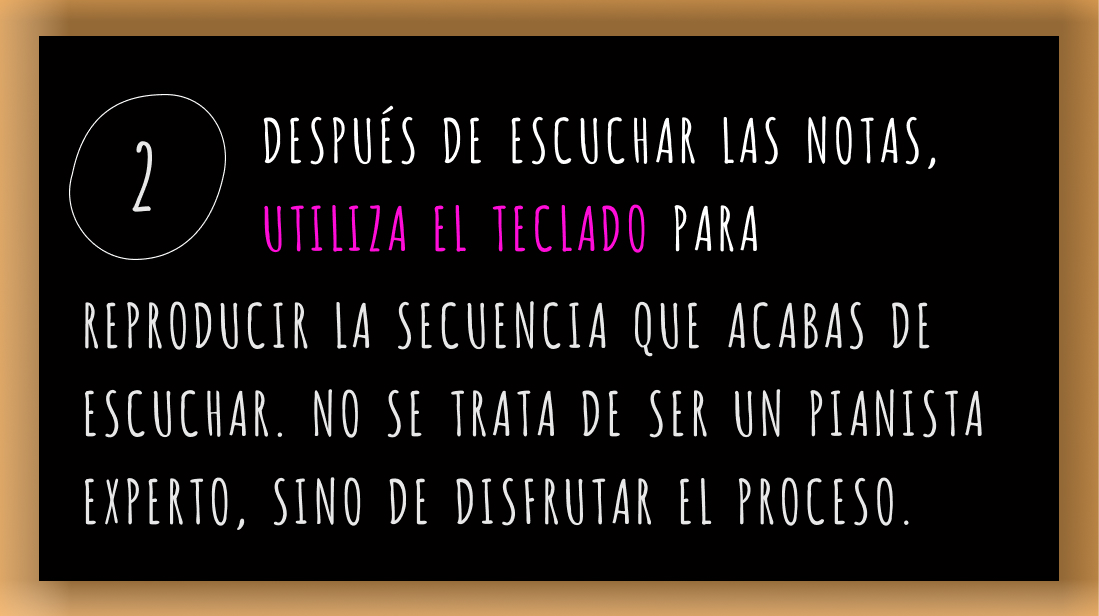 2
DESPUÉS DE ESCUCHAR LAS NOTAS,
UTILIZA EL TECLADO PARA
REPRODUCIR LA SECUENCIA QUE ACABAS DE
ESCUCHAR. NO SE TRATA DE SER UN PIANISTA
EXPERTO, SINO DE DISFRUTAR EL PROCESO.